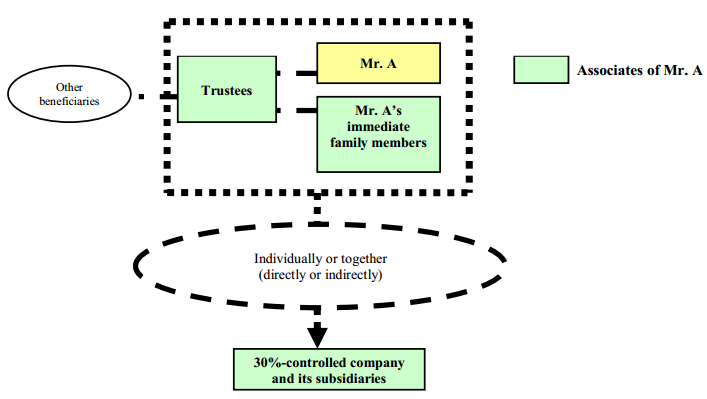 Other
beneficiaries
Trustees
Mr. A
Mr. A’s
immediate
family members
Associates of Mr. A
Individually or together
(directly or indirectly)
30%-controlled company
and its subsidiaries